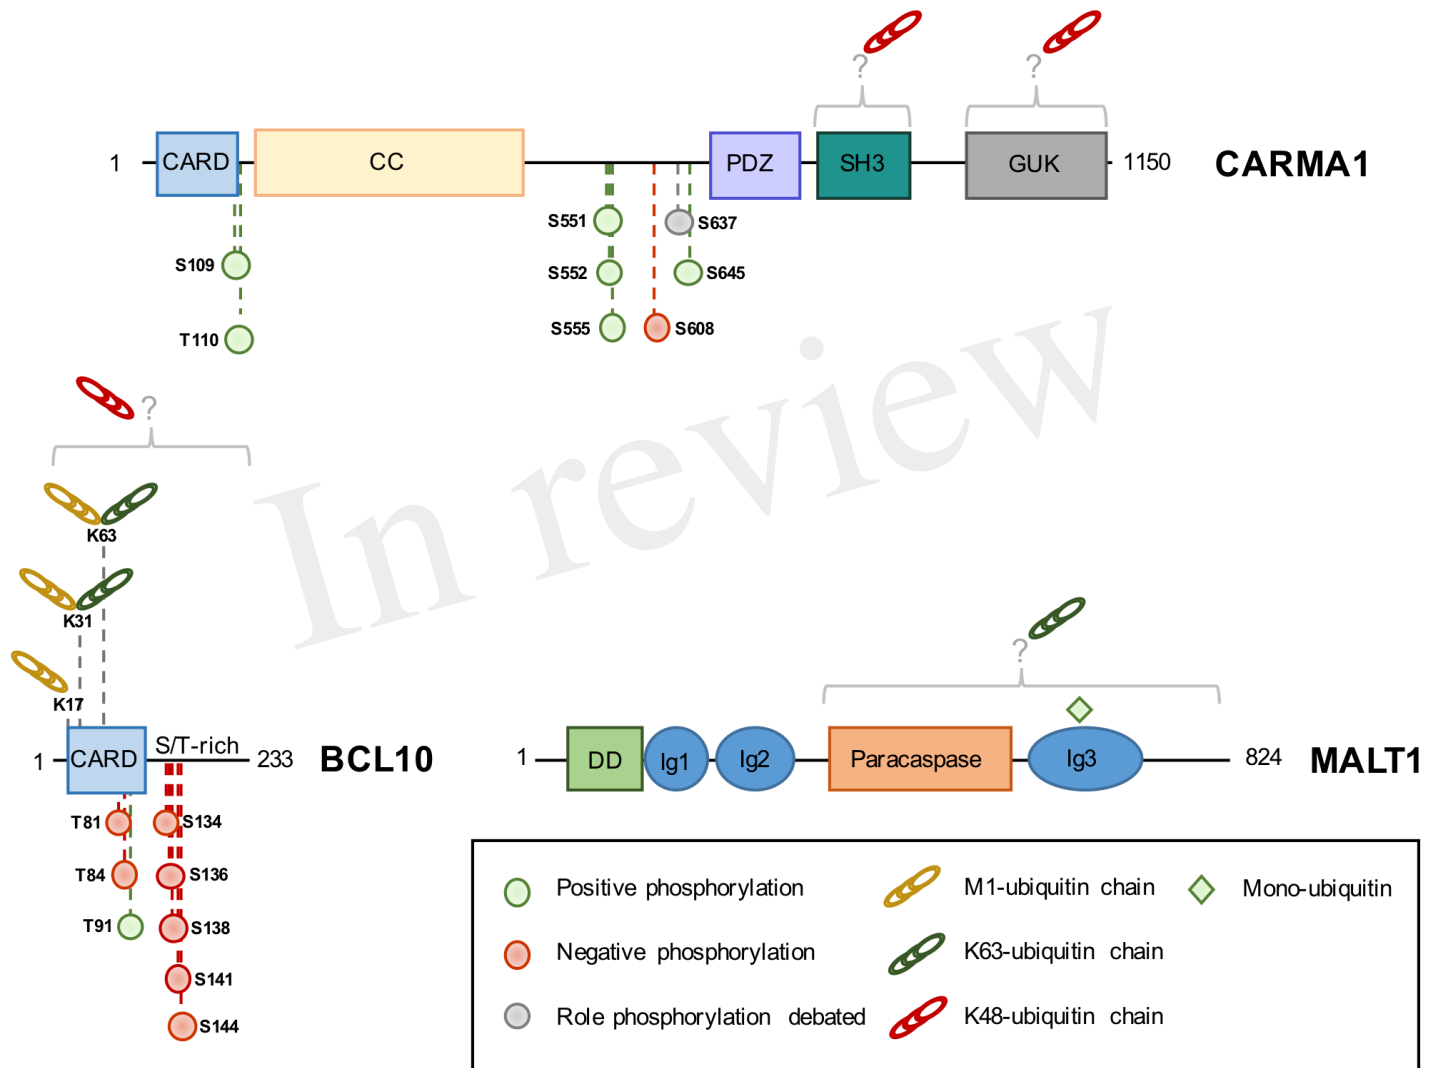 ?
?
1
CARD
CC
PDZ
SH3
GUK
1150
CARMA1
S551
S637
S109
S552
S645
T110
S555
S608
?
In review
K63
K31
K17
?
1
CARD
S/T-rich
233
BCL10
1
DD
Ig1
Ig2
Paracaspase
Ig3
824
MALT1
T81
S134
T84
S136
T91
S138
S141
S144
Positive phosphorylation
M1-ubiquitin chain
Mono-ubiquitin
Negative phosphorylation
K63-ubiquitin chain
Role phosphorylation debated
K48-ubiquitin chain